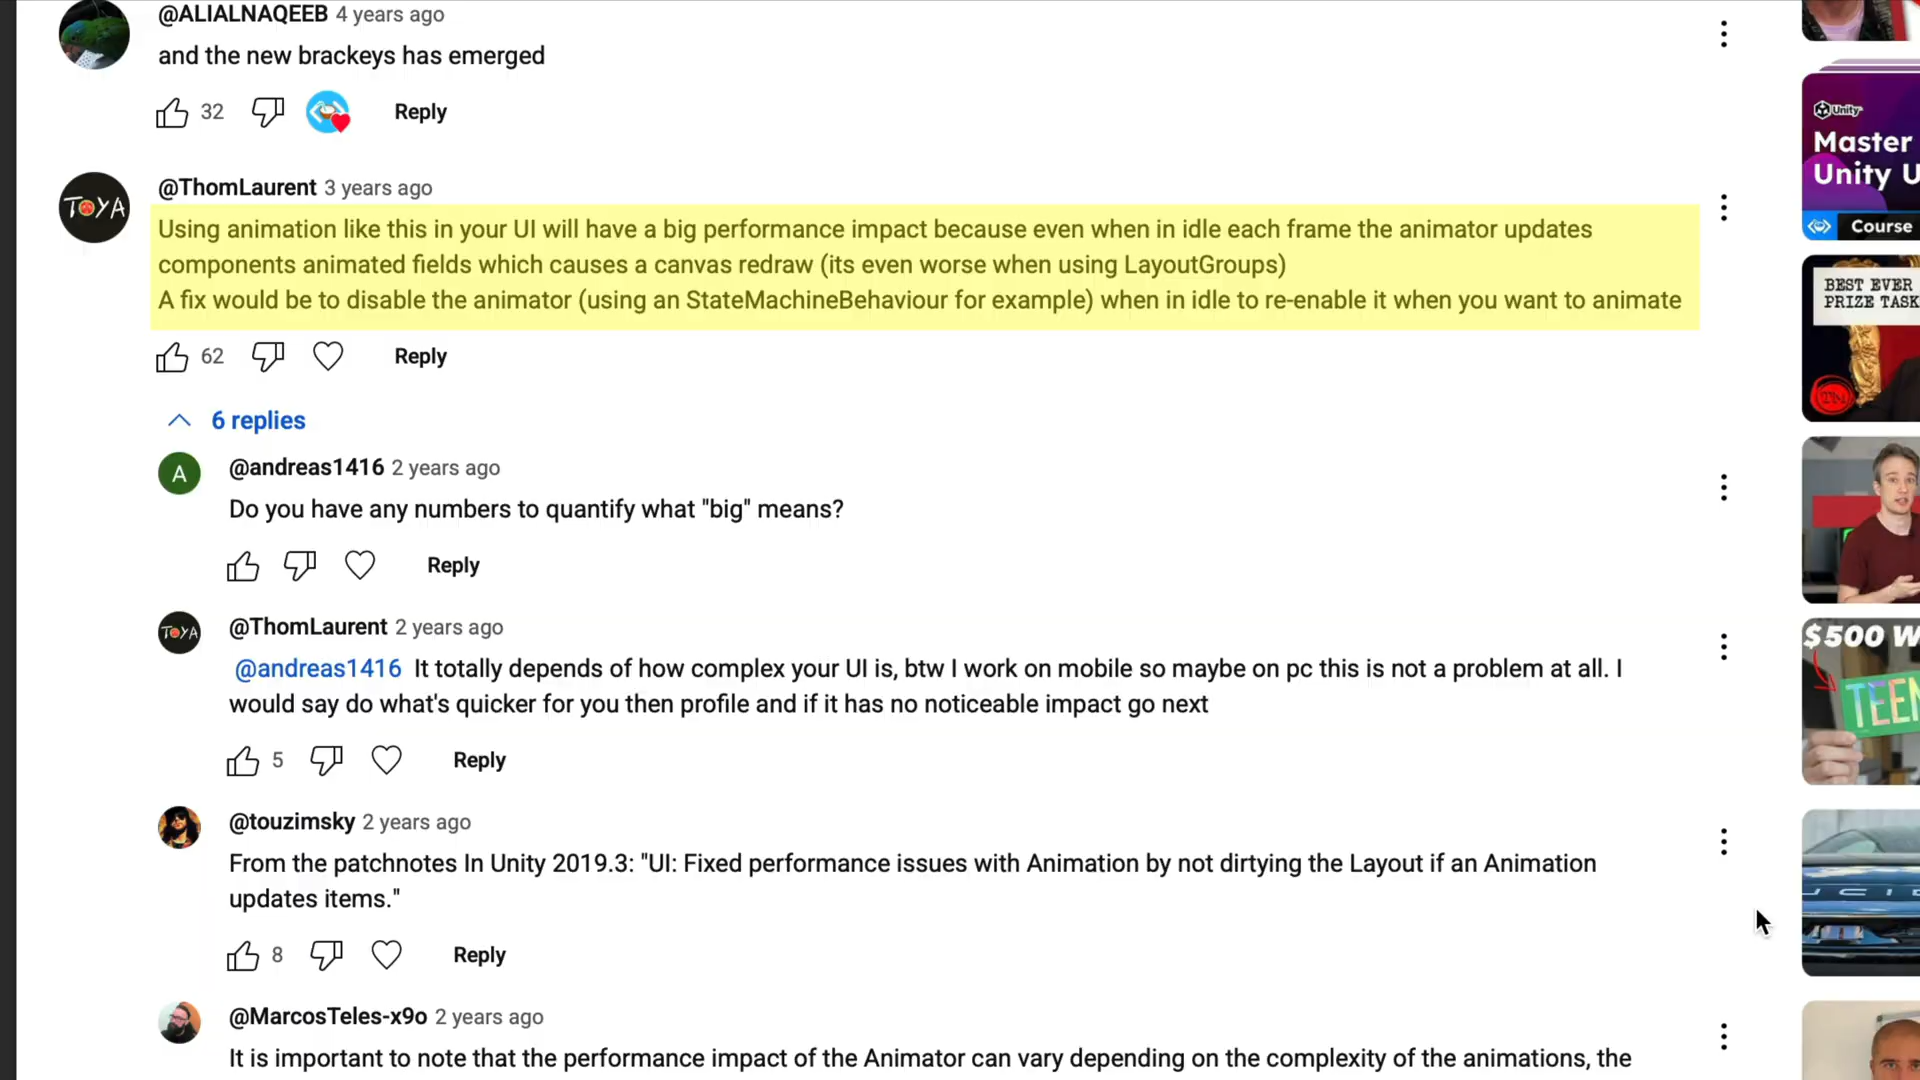 @ALIALNAQEEB 4 years ago
and the new brackeys has emerged
32 Reply
TOYA
@ThomLaurent 3 years ago
Using animation like this in your UI will have a big performance impact because even when in idle each frame the animator updates
components animated fields which causes a canvas redraw (its even worse when using LayoutGroups)
A fix would be to disable the animator (using an StateMachineBehaviour for example) when in idle to re-enable it when you want to animate
62 Reply
6 replies
A
@andreas1416 2 years ago
Do you have any numbers to quantify what "big" means?
Reply
TOYA
@ThomLaurent 2 years ago
@andreas1416 It totally depends of how complex your UI is, btw I work on mobile so maybe on pc this is not a problem at all. I
would say do what's quicker for you then profile and if it has no noticeable impact go next
5 Reply
@touzimsky 2 years ago
From the patchnotes In Unity 2019.3: "UI: Fixed performance issues with Animation by not dirtying the Layout if an Animation
updates items."
8 Reply
@MarcosTeles-x9o 2 years ago
It is important to note that the performance impact of the Animator can vary depending on the complexity of the animations, the
Unity
Master
Unity U
Course
BEST EVER
PRIZE TASK
$500 W
TEEN
UCID